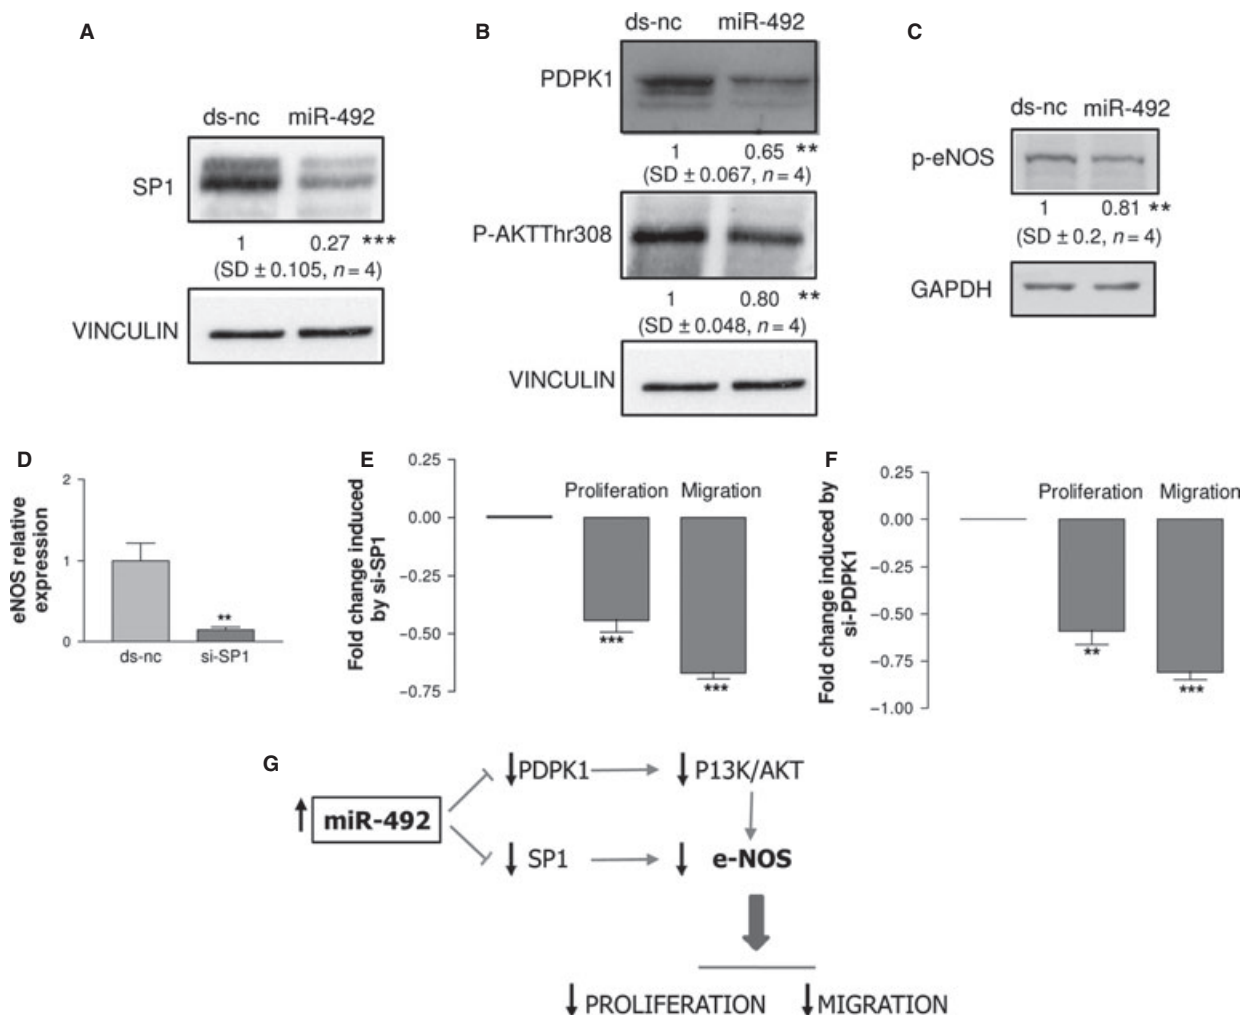 A
ds-nc miR-492
SP1
1 0.27 ***
(SD ± 0.105, n = 4)
VINCULIN
B
ds-nc miR-492
PDPK1
1 0.65 **
(SD ± 0.067, n = 4)
P-AKTThr308
1 0.80 **
(SD ± 0.048, n = 4)
VINCULIN
C
ds-nc miR-492
p-eNOS
1 0.81 **
(SD ± 0.2, n = 4)
GAPDH
D
eNOS relative
expression
2
1
0
**
ds-nc si-SP1
E
Fold change induced
by si-SP1
0.25
0.00
−0.25
−0.50
−0.75
Proliferation Migration
***
***
F
Fold change induced by
si-PDPK1
0.25
0.00
−0.25
−0.50
−0.75
−1.00
Proliferation Migration
**
***
G
miR-492
PDPK1 P13K/AKT
SP1 e-NOS
PROLIFERATION MIGRATION